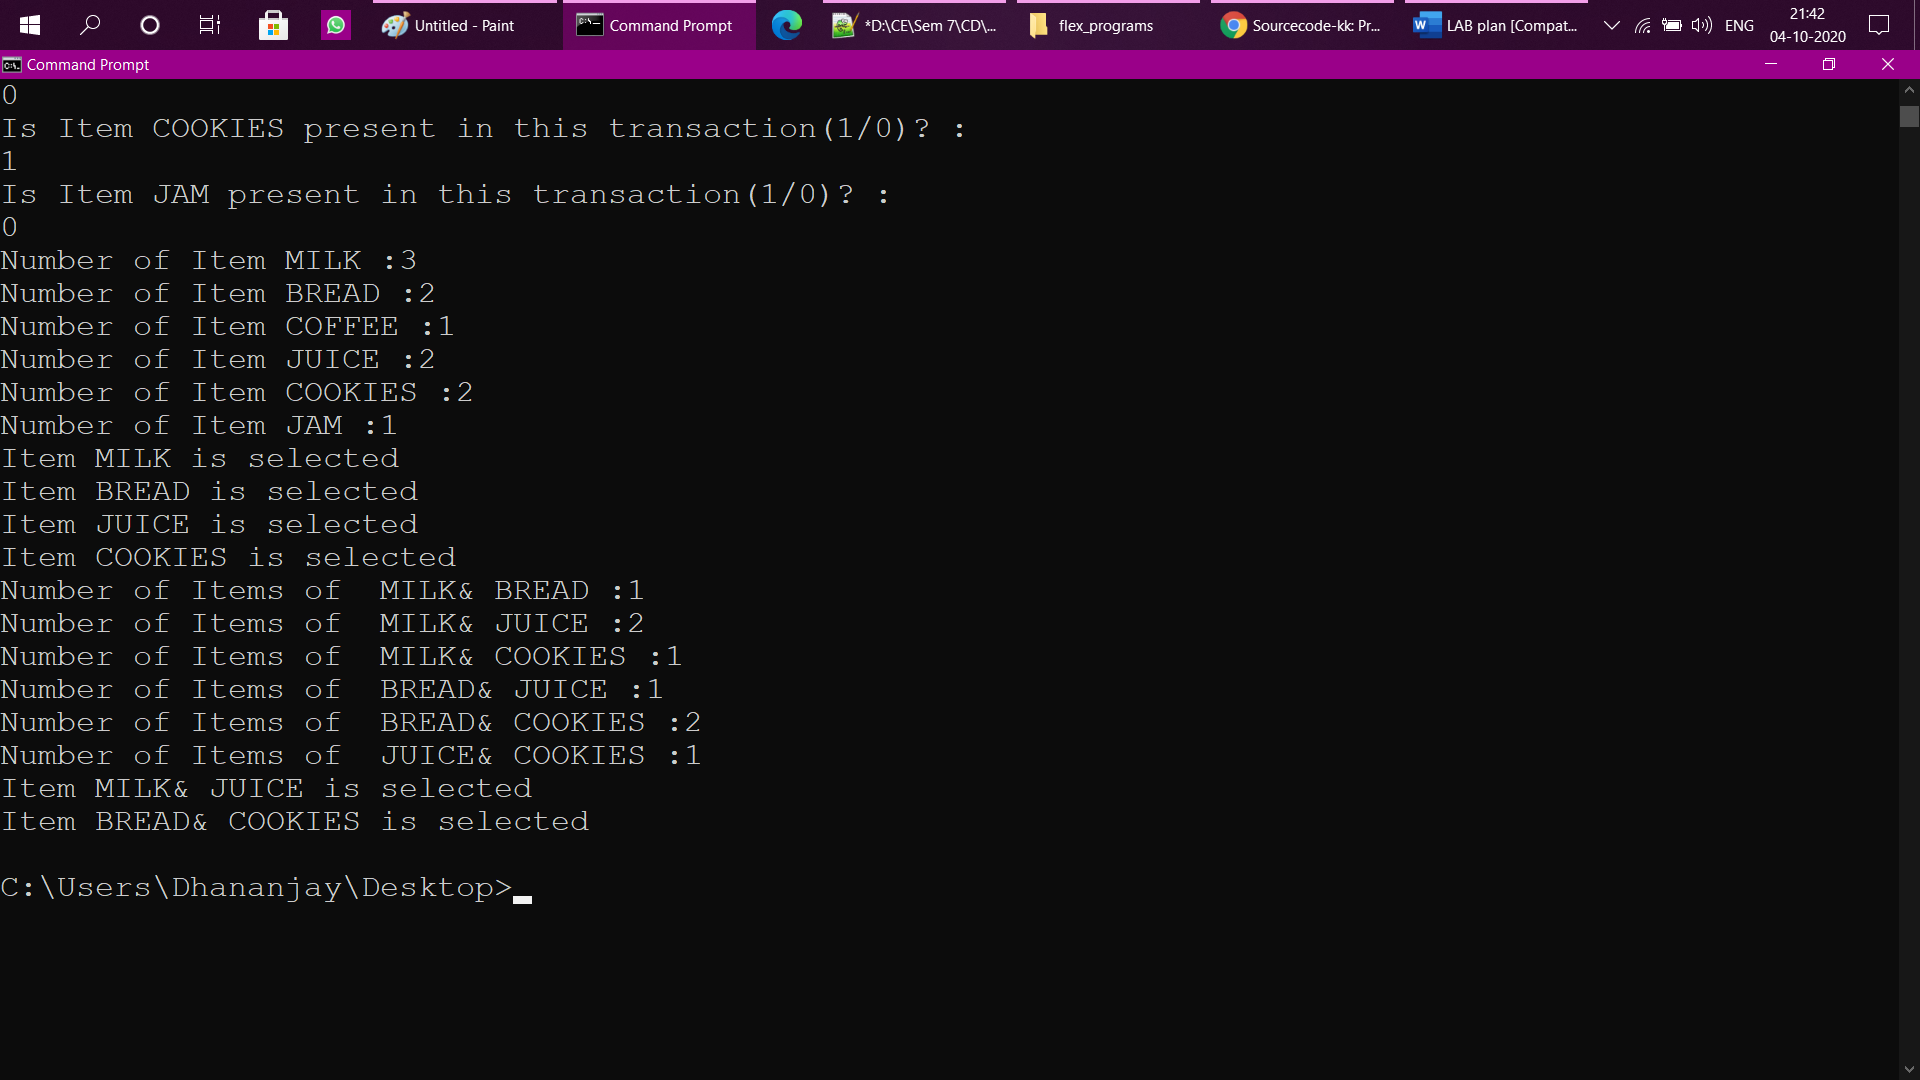 Untitled - Paint
Command Prompt
*D:\CE\Sem 7\CD\...
flex_programs
Sourcecode-kk: Pr...
LAB plan [Compat...
ENG
21:42
04-10-2020
Command Prompt
0
Is Item COOKIES present in this transaction(1/0)? :
1
Is Item JAM present in this transaction(1/0)? :
0
Number of Item MILK :3
Number of Item BREAD :2
Number of Item COFFEE :1
Number of Item JUICE :2
Number of Item COOKIES :2
Number of Item JAM :1
Item MILK is selected
Item BREAD is selected
Item JUICE is selected
Item COOKIES is selected
Number of Items of  MILK& BREAD :1
Number of Items of  MILK& JUICE :2
Number of Items of  MILK& COOKIES :1
Number of Items of  BREAD& JUICE :1
Number of Items of  BREAD& COOKIES :2
Number of Items of  JUICE& COOKIES :1
Item MILK& JUICE is selected
Item BREAD& COOKIES is selected
C:\Users\Dhananjay\Desktop>